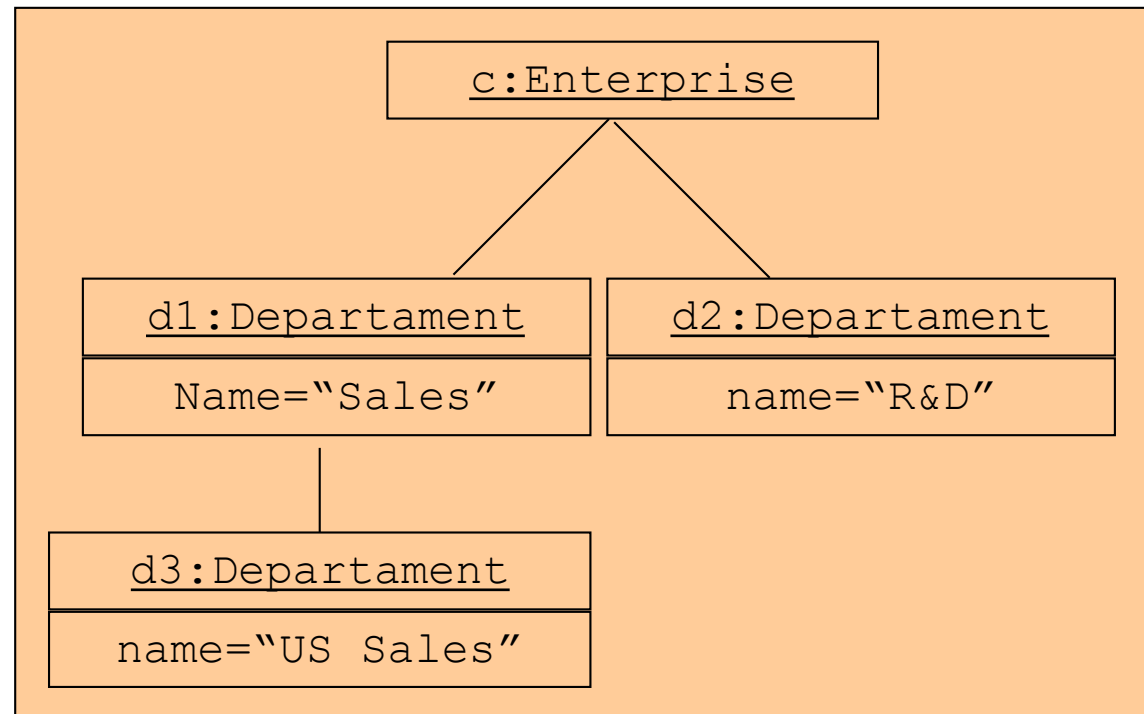 c:Enterprise
d1:Departament
d2:Departament
Name=“Sales”
name=“R&D”
d3:Departament
name=“US Sales”